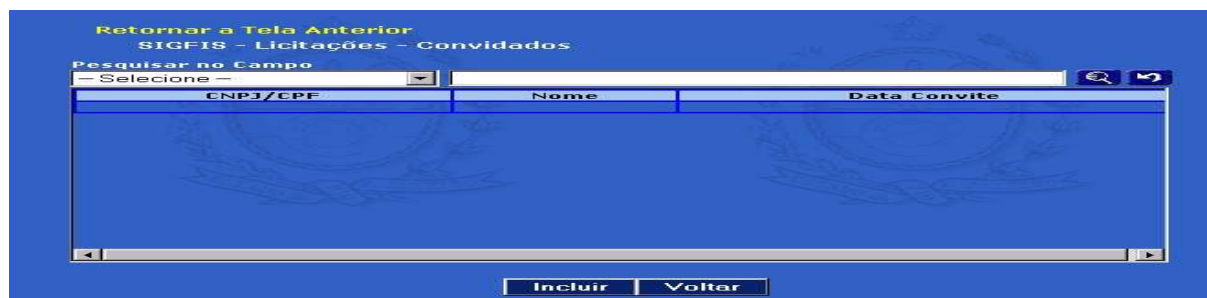 Retornar a Tela Anterior
SIGFIS - Licitações - Convidados
Pesquisar no Campo
— Selecione —
CNPJ/CPF Nome Data Convite
Incluir Voltar